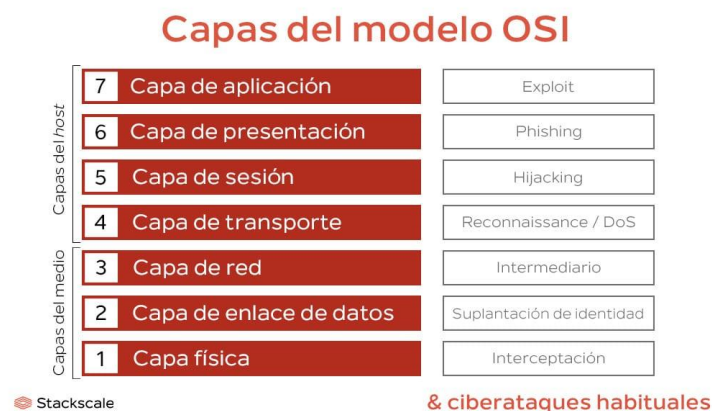 Capas del modelo OSI
Capas del host
7 Capa de aplicación Exploit
6 Capa de presentación Phishing
5 Capa de sesión Hijacking
4 Capa de transporte Reconnaissance / DoS
Capas del medio
3 Capa de red Intermediario
2 Capa de enlace de datos Suplantación de identidad
1 Capa física Interceptación
Stackscale
& ciberataques habituales